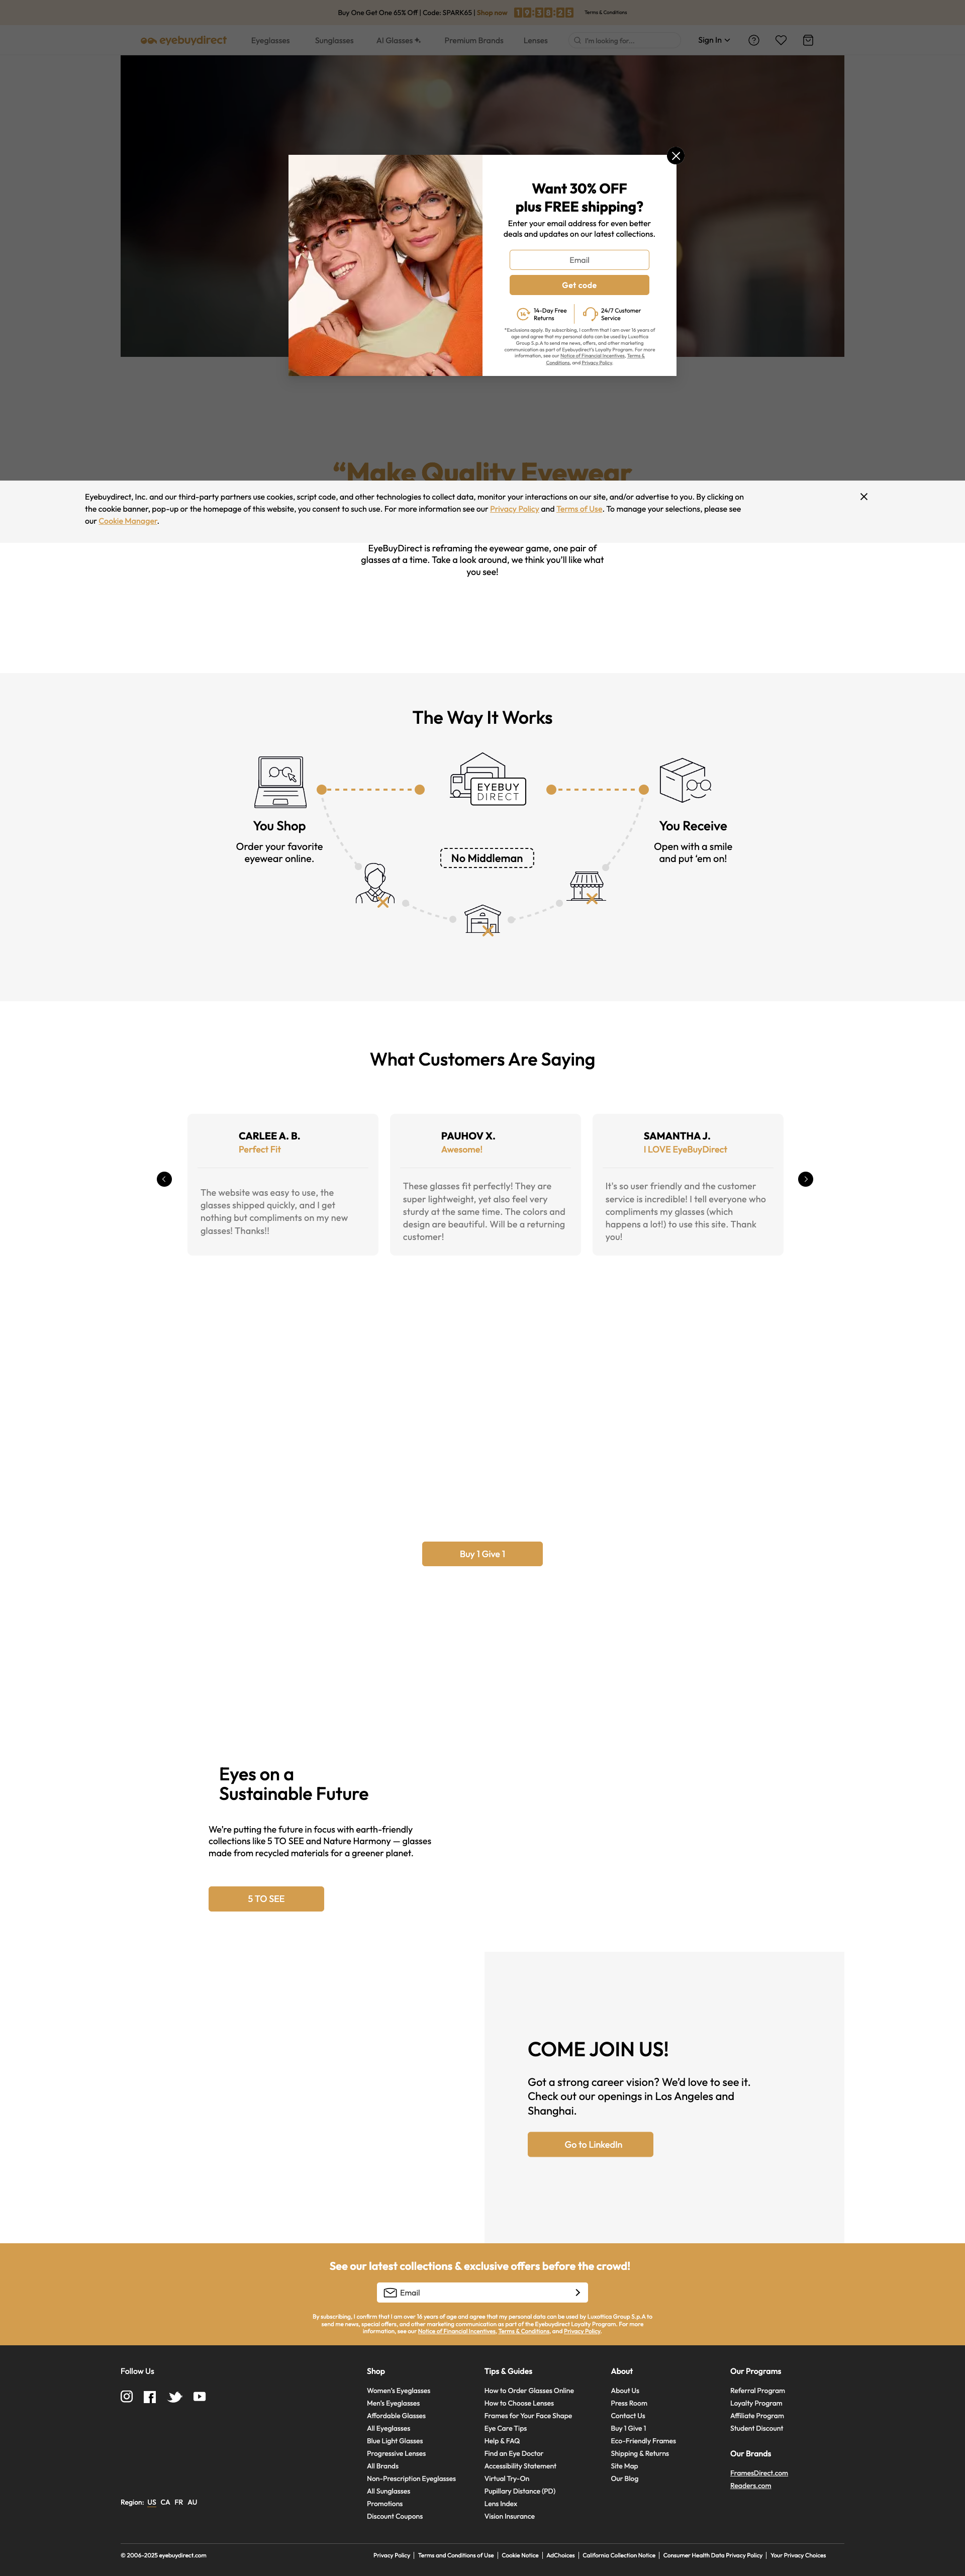 Buy One Get One 65% Off | Code: SPARK65 | Shop now
Terms & Conditions
eyebuydirect
Eyeglasses
Sunglasses
AI Glasses
Premium Brands
Lenses
I'm looking for...
Sign In
Want 30% OFF
plus FREE shipping?
Enter your email address for even better
deals and updates on our latest collections.
Email
Get code
14
14-Day Free
Returns
24/7 Customer
Service
*Exclusions apply. By subscribing, I confirm that I am over 16 years of
age and agree that my personal data can be used by Luxottica
Group S.p.A to send me news, offers, and other marketing
communication as part of Eyebuydirect's Loyalty Program. For more
information, see our Notice of Financial Incentives, Terms &
Conditions, and Privacy Policy.
“Make Quality Eyewear
Eyebuydirect, Inc. and our third-party partners use cookies, script code, and other technologies to collect data, monitor your interactions on our site, and/or advertise to you. By clicking on
the cookie banner, pop-up or the homepage of this website, you consent to such use. For more information see our Privacy Policy and Terms of Use. To manage your selections, please see
our Cookie Manager.
EyeBuyDirect is reframing the eyewear game, one pair of
glasses at a time. Take a look around, we think you'll like what
you see!
The Way It Works
EYEBUY
DIRECT
You Shop
Order your favorite
eyewear online.
No Middleman
You Receive
Open with a smile
and put ‘em on!
What Customers Are Saying
CARLEE A. B.
Perfect Fit
The website was easy to use, the
glasses shipped quickly, and I get
nothing but compliments on my new
glasses! Thanks!!
PAUHOV X.
Awesome!
These glasses fit perfectly! They are
super lightweight, yet also feel very
sturdy at the same time. The colors and
design are beautiful. Will be a returning
customer!
SAMANTHA J.
I LOVE EyeBuyDirect
It's so user friendly and the customer
service is incredible! I tell everyone who
compliments my glasses (which
happens a lot!) to use this site. Thank
you!
Buy 1 Give 1
Eyes on a
Sustainable Future
We're putting the future in focus with earth-friendly
collections like 5 TO SEE and Nature Harmony — glasses
made from recycled materials for a greener planet.
5 TO SEE
COME JOIN US!
Got a strong career vision? We'd love to see it.
Check out our openings in Los Angeles and
Shanghai.
Go to LinkedIn
See our latest collections & exclusive offers before the crowd!
Email
By subscribing, I confirm that I am over 16 years of age and agree that my personal data can be used by Luxottica Group S.p.A to
send me news, special offers, and other marketing communication as part of the Eyebuydirect Loyalty Program. For more
information, see our Notice of Financial Incentives, Terms & Conditions, and Privacy Policy.
Follow Us
Region: US CA FR AU
Shop
Women's Eyeglasses
Men's Eyeglasses
Affordable Glasses
All Eyeglasses
Blue Light Glasses
Progressive Lenses
All Brands
Non-Prescription Eyeglasses
All Sunglasses
Promotions
Discount Coupons
Tips & Guides
How to Order Glasses Online
How to Choose Lenses
Frames for Your Face Shape
Eye Care Tips
Help & FAQ
Find an Eye Doctor
Accessibility Statement
Virtual Try-On
Pupillary Distance (PD)
Lens Index
Vision Insurance
About
About Us
Press Room
Contact Us
Buy 1 Give 1
Eco-Friendly Frames
Shipping & Returns
Site Map
Our Blog
Our Programs
Referral Program
Loyalty Program
Affiliate Program
Student Discount
Our Brands
FramesDirect.com
Readers.com
© 2006-2025 eyebuydirect.com
Privacy Policy | Terms and Conditions of Use | Cookie Notice | AdChoices | California Collection Notice | Consumer Health Data Privacy Policy | Your Privacy Choices